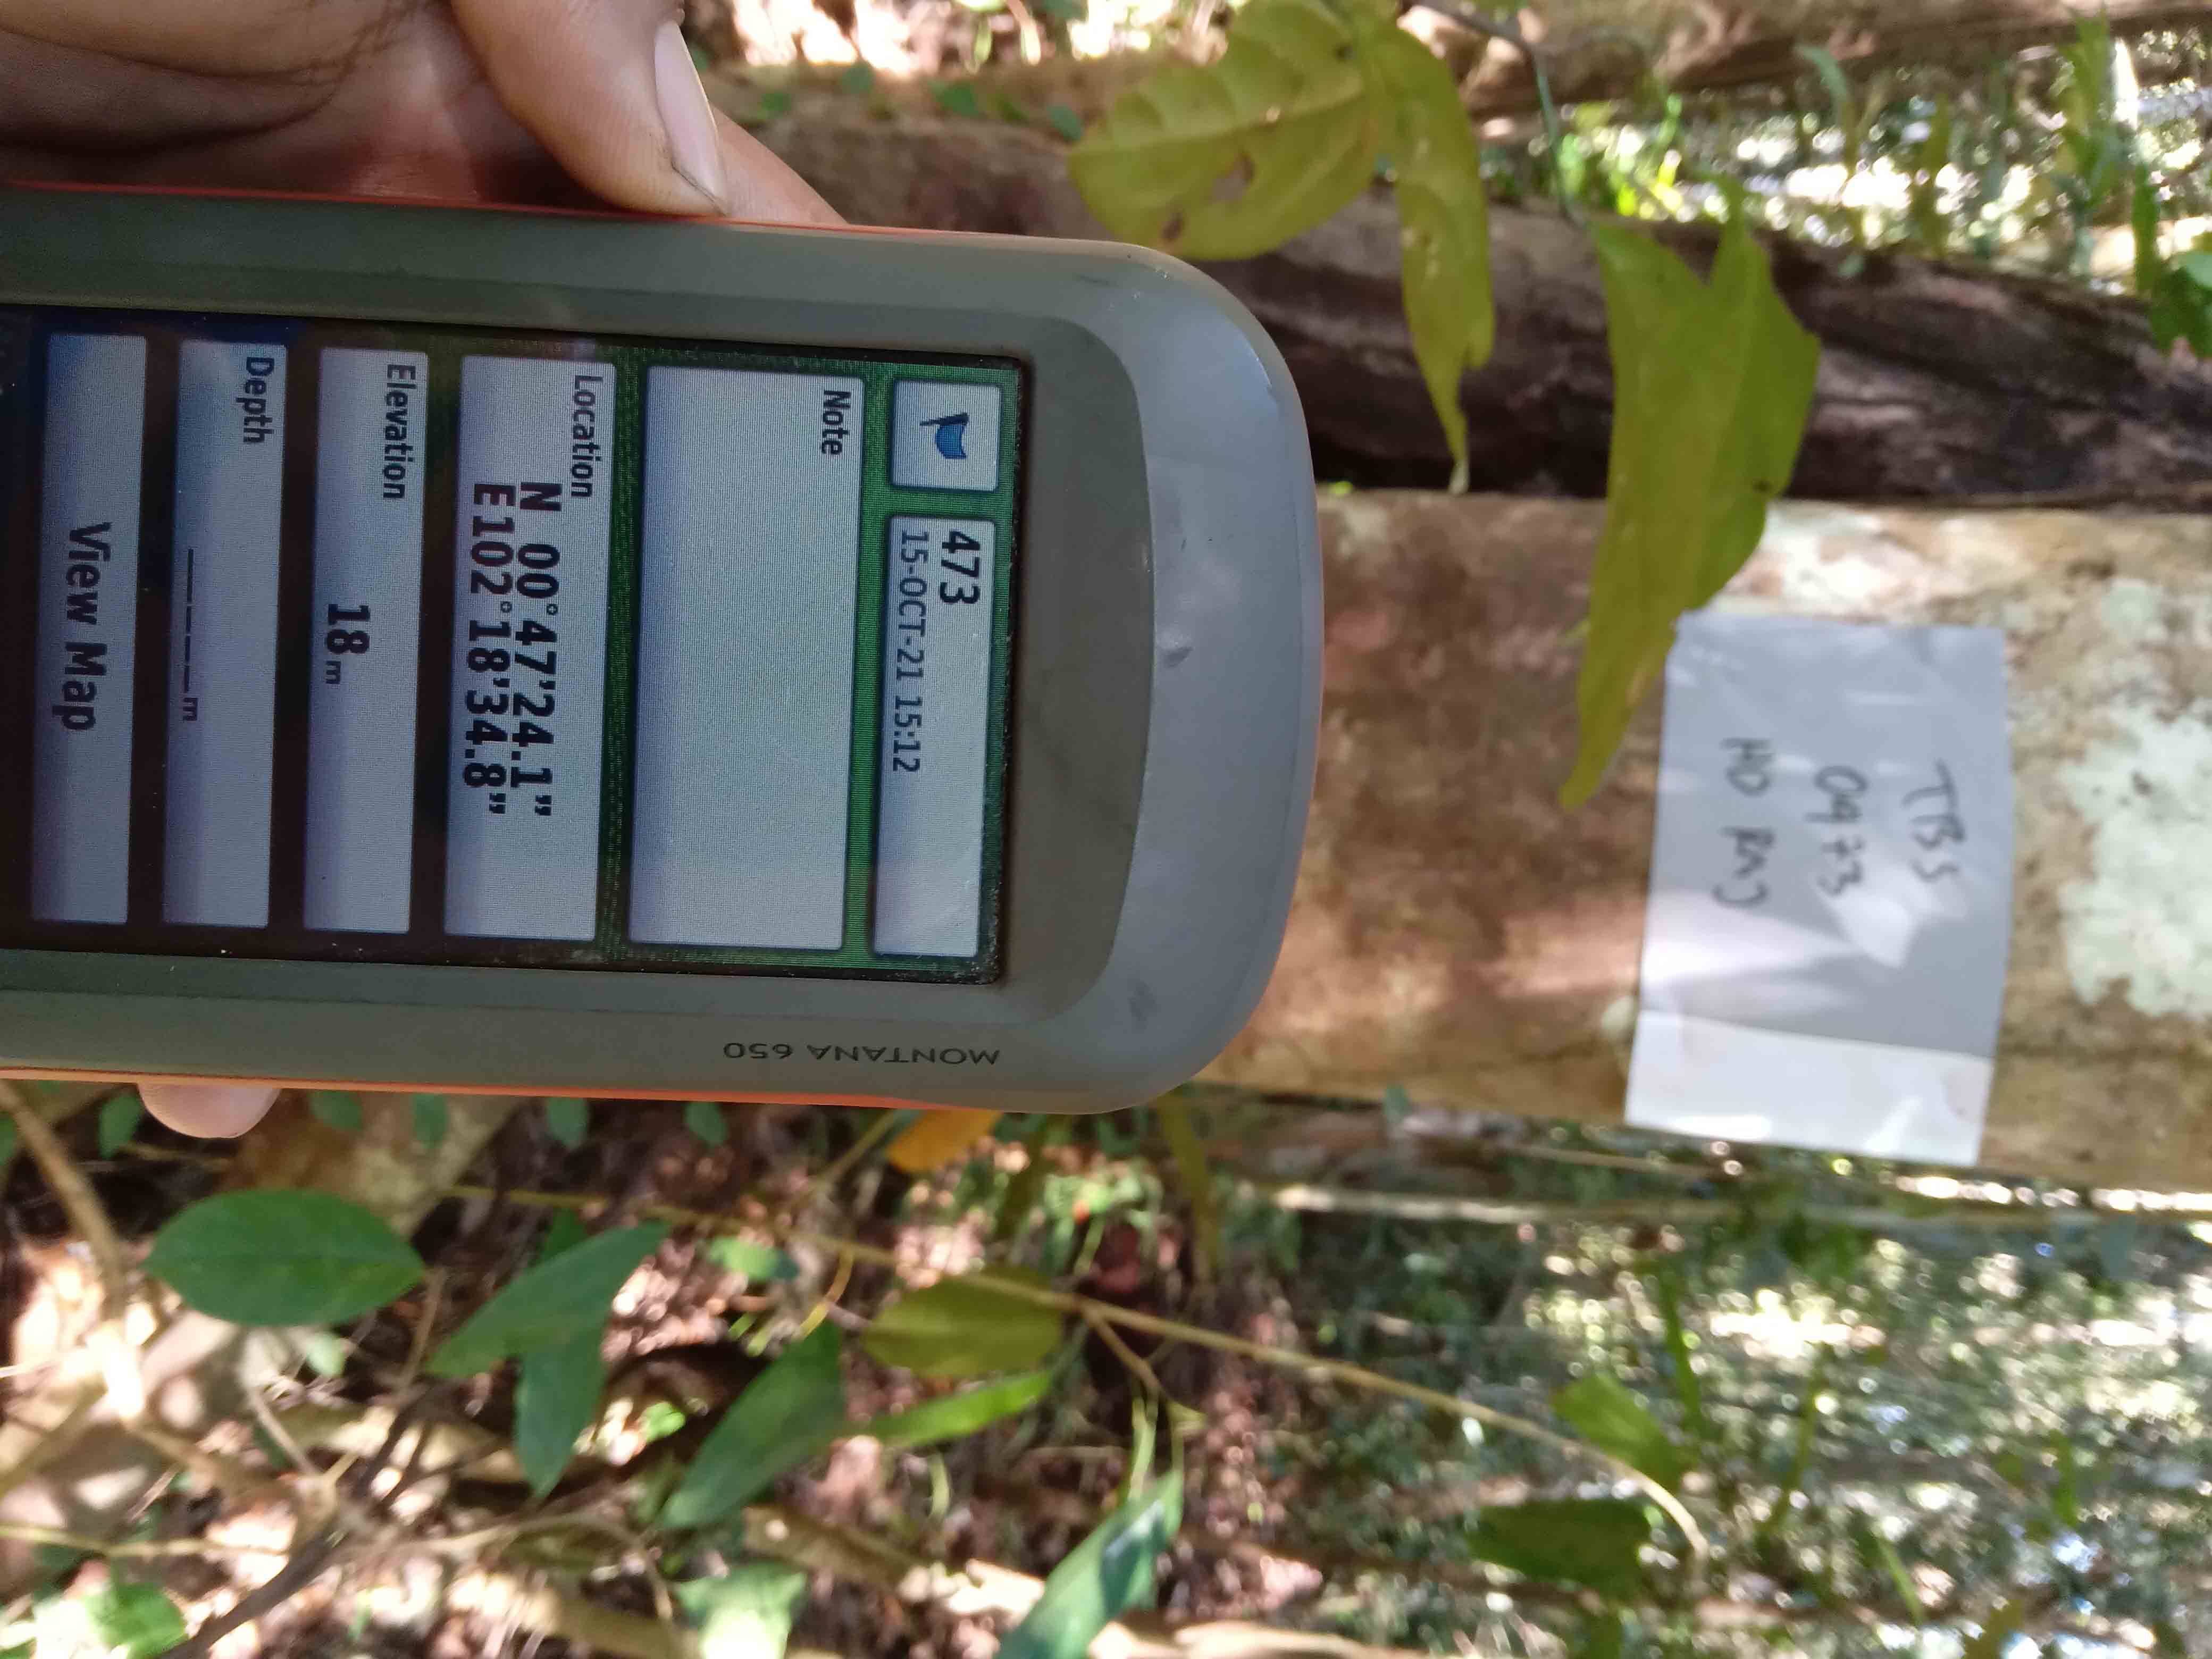 TBS
0473
HD RAJ
MONTANA 650
473
15-OCT-21 15:12
Note
Location
N 00°47'24.1"
E102°18'34.8"
Elevation
18m
Depth
_____m
View Map